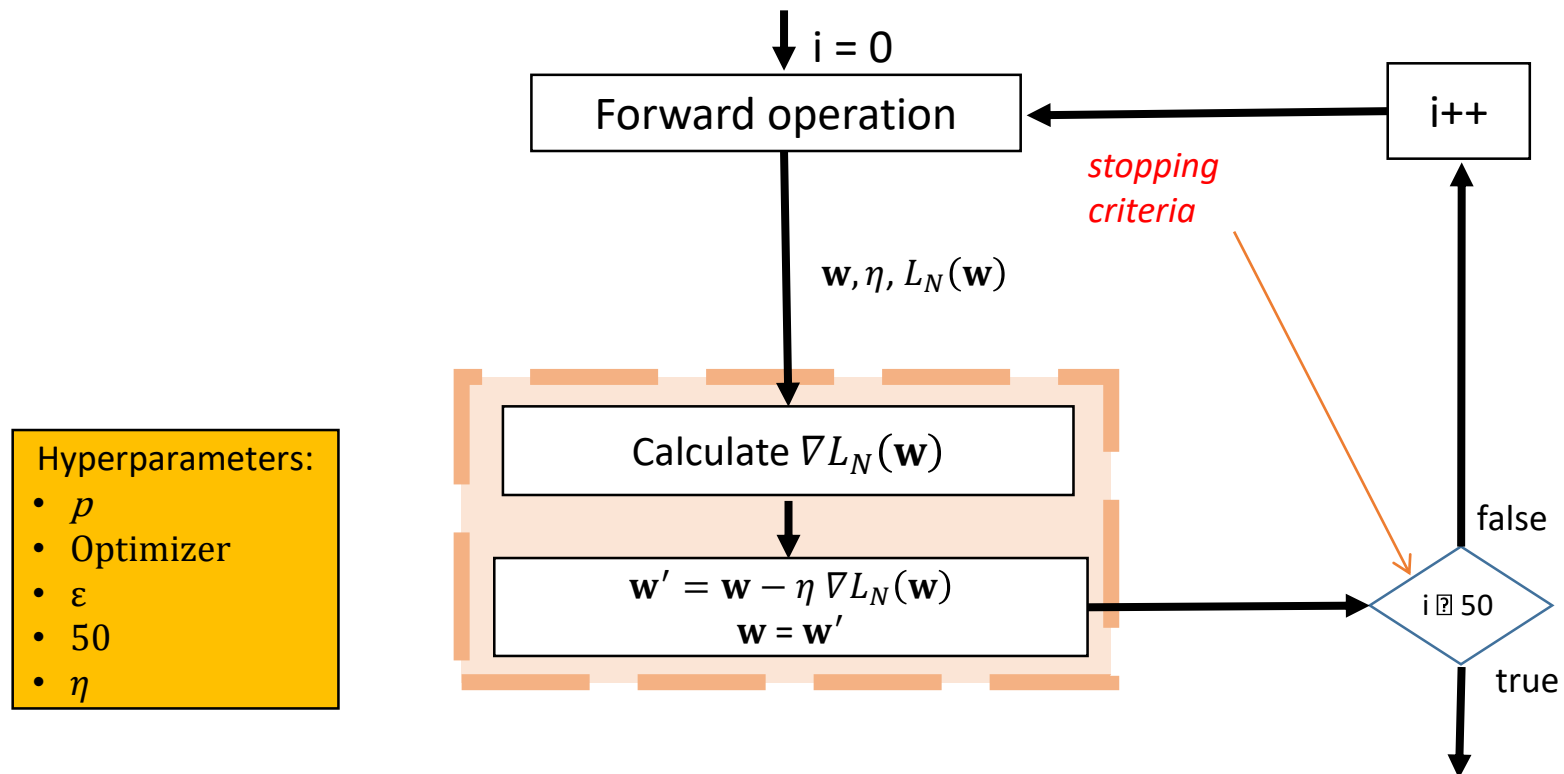 i = 0
Forward operation
i++
stopping
criteria
𝐰, 𝜂, 𝐿_𝑁(𝐰)
Calculate 𝛻𝐿_𝑁(𝐰)
𝐰′ = 𝐰 − 𝜂 𝛻𝐿_𝑁(𝐰)
𝐰 = 𝐰′
Hyperparameters:
• 𝑝
• Optimizer
• ε
• 50
• 𝜂
false
i ⍰ 50
true